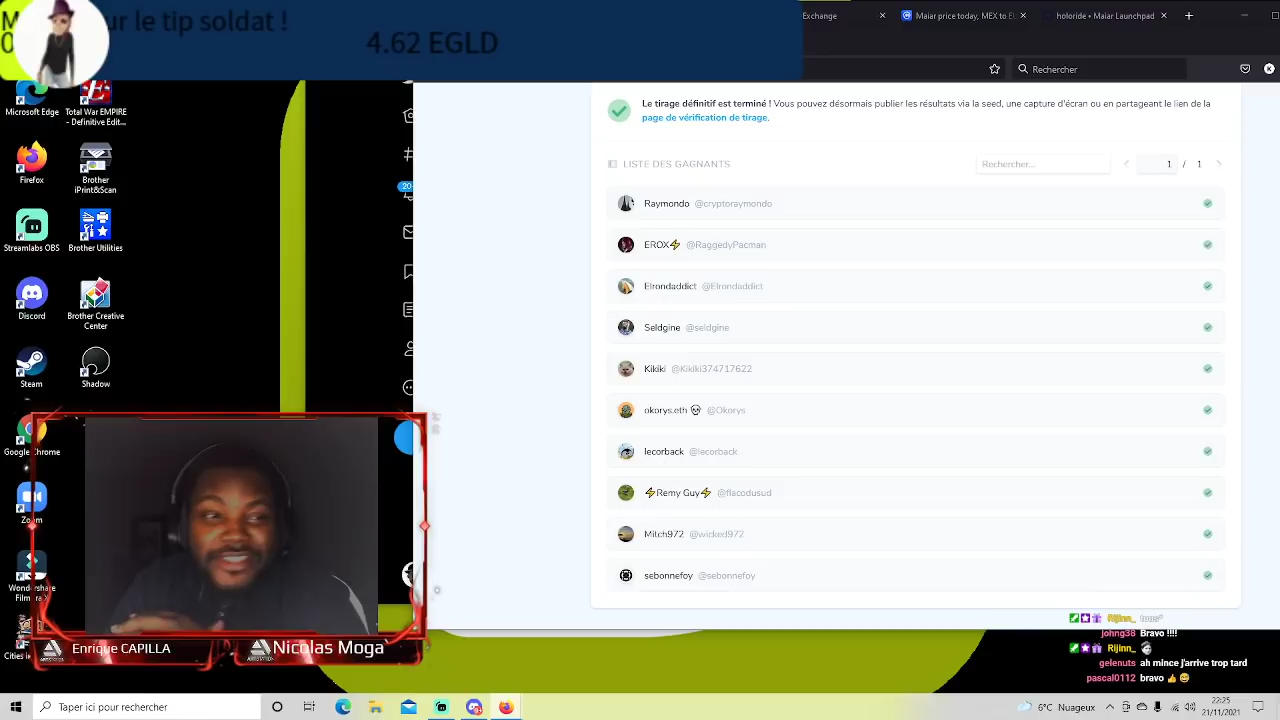 ur le tip soldat !
4.62 EGLD
Exchange
Maiar price today, MEX to E
holoride • Maiar Launchpad
Rechercher
Microsoft Edge
Total War EMPIRE
- Definitive Edit...
Firefox
Brother
iPrint&Scan
Streamlabs OBS
Brother Utilities
Discord
Brother Creative
Center
Steam
Shadow
Google Chrome
Zoom
Wondershare
Filmora
Cities
20
Le tirage définitif est terminé ! Vous pouvez désormais publier les résultats via la seed, une capture d'écran ou en partageant le lien de la
page de vérification de tirage.
LISTE DES GAGNANTS
Rechercher...
1 / 1
Raymondo @cryptoraymondo
EROX⚡ @RaggedyPacman
Elrondaddict @Elrondaddict
Seldgine @seldgine
Kikiki @Kikiki374717622
okorys.eth 💀 @Okorys
lecorback @lecorback
⚡Remy Guy⚡ @flacodusud
Mitch972 @wicked972
sebonnefoy @sebonnefoy
Enrique CAPILLA
Nicolas Moga
Rijinn_
johng38 Bravo !!!!
Rijinn_
gelenuts ah mince j'arrive trop tard
pascal0112 bravo 👍😊
Taper ici pour rechercher
6°C Nuageux
22:25
21/11/2021